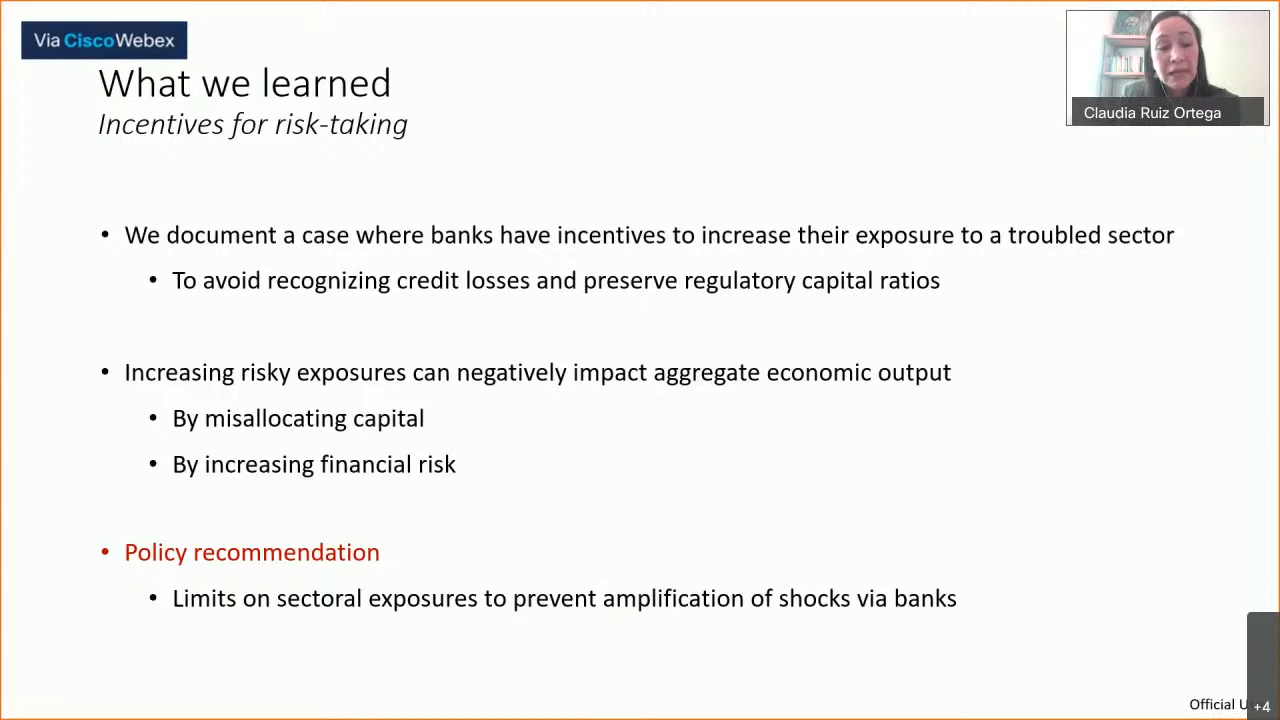 Via CiscoWebex
Claudia Ruiz Ortega
What we learned
Incentives for risk-taking
• We document a case where banks have incentives to increase their exposure to a troubled sector
• To avoid recognizing credit losses and preserve regulatory capital ratios
• Increasing risky exposures can negatively impact aggregate economic output
• By misallocating capital
• By increasing financial risk
• Policy recommendation
• Limits on sectoral exposures to prevent amplification of shocks via banks
Official
+4